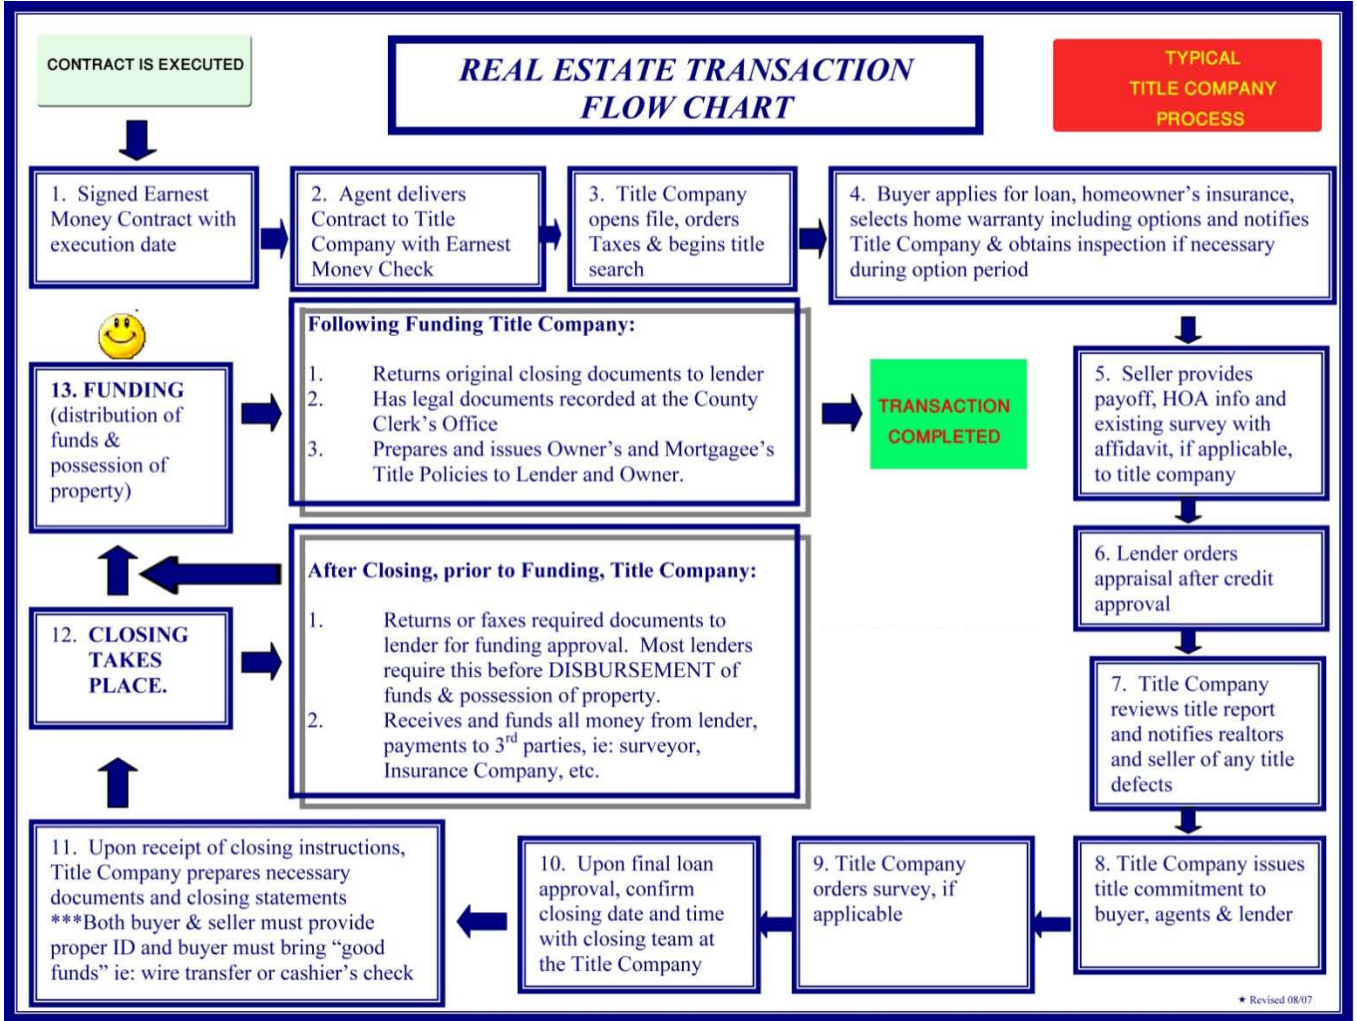 CONTRACT IS EXECUTED
REAL ESTATE TRANSACTION
FLOW CHART
TYPICAL
TITLE COMPANY
PROCESS
1. Signed Earnest
Money Contract with
execution date
2. Agent delivers
Contract to Title
Company with Earnest
Money Check
3. Title Company
opens file, orders
Taxes & begins title
search
4. Buyer applies for loan, homeowner’s insurance,
selects home warranty including options and notifies
Title Company & obtains inspection if necessary
during option period
5. Seller provides
payoff, HOA info and
existing survey with
affidavit, if applicable,
to title company
6. Lender orders
appraisal after credit
approval
7. Title Company
reviews title report
and notifies realtors
and seller of any title
defects
8. Title Company issues
title commitment to
buyer, agents & lender
9. Title Company
orders survey, if
applicable
10. Upon final loan
approval, confirm
closing date and time
with closing team at
the Title Company
11. Upon receipt of closing instructions,
Title Company prepares necessary
documents and closing statements
***Both buyer & seller must provide
proper ID and buyer must bring “good
funds” ie: wire transfer or cashier’s check
12. CLOSING
TAKES
PLACE.
After Closing, prior to Funding, Title Company:
1. Returns or faxes required documents to
lender for funding approval. Most lenders
require this before DISBURSEMENT of
funds & possession of property.
2. Receives and funds all money from lender,
payments to 3rd parties, ie: surveyor,
Insurance Company, etc.
13. FUNDING
(distribution of
funds &
possession of
property)
Following Funding Title Company:
1. Returns original closing documents to lender
2. Has legal documents recorded at the County
Clerk’s Office
3. Prepares and issues Owner’s and Mortgagee’s
Title Policies to Lender and Owner.
TRANSACTION
COMPLETED
★ Revised 08/07